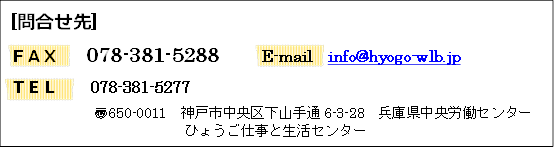 [問合せ先]
ＦＡＸ　078-381-5288　E-mail　info@hyogo-wlb.jp
ＴＥＬ　078-381-5277
〠650-0011　神戸市中央区下山手通 6-3-28　兵庫県中央労働センター
ひょうご仕事と生活センター